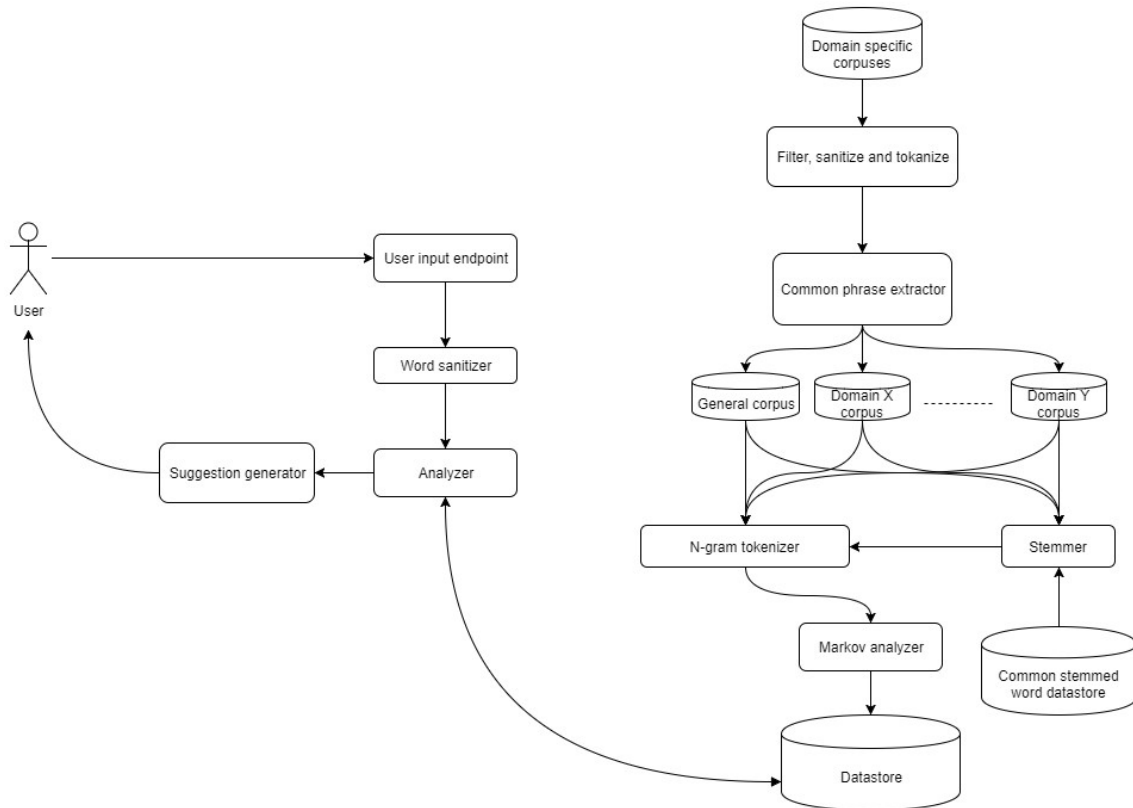 Domain specific
corpuses
Filter, sanitize and tokanize
User input endpoint
Common phrase extractor
User
Word sanitizer
General corpus
Domain X
corpus
Domain Y
corpus
Suggestion generator
Analyzer
N-gram tokenizer
Stemmer
Markov analyzer
Common stemmed
word datastore
Datastore